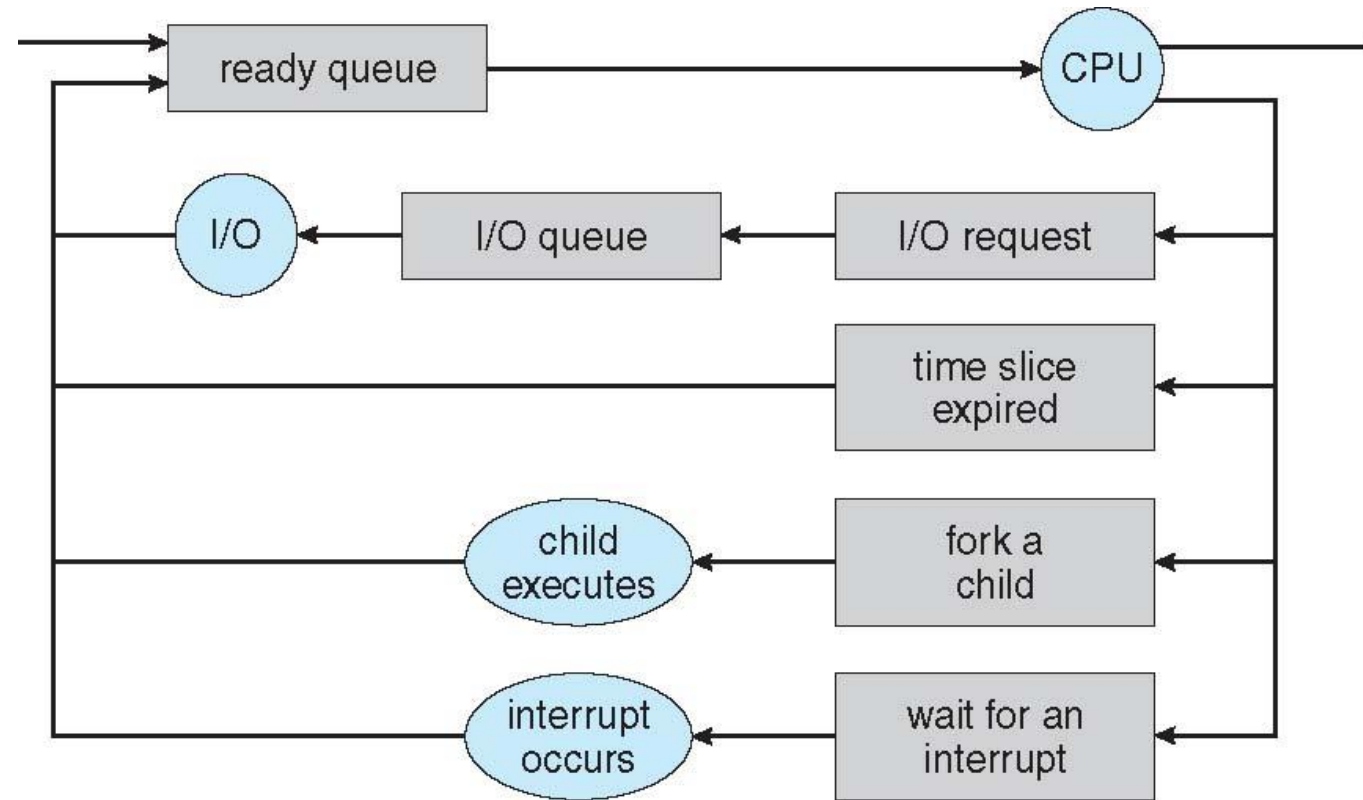 ready queue
CPU
I/O
I/O queue
I/O request
time slice
expired
child
executes
fork a
child
interrupt
occurs
wait for an
interrupt